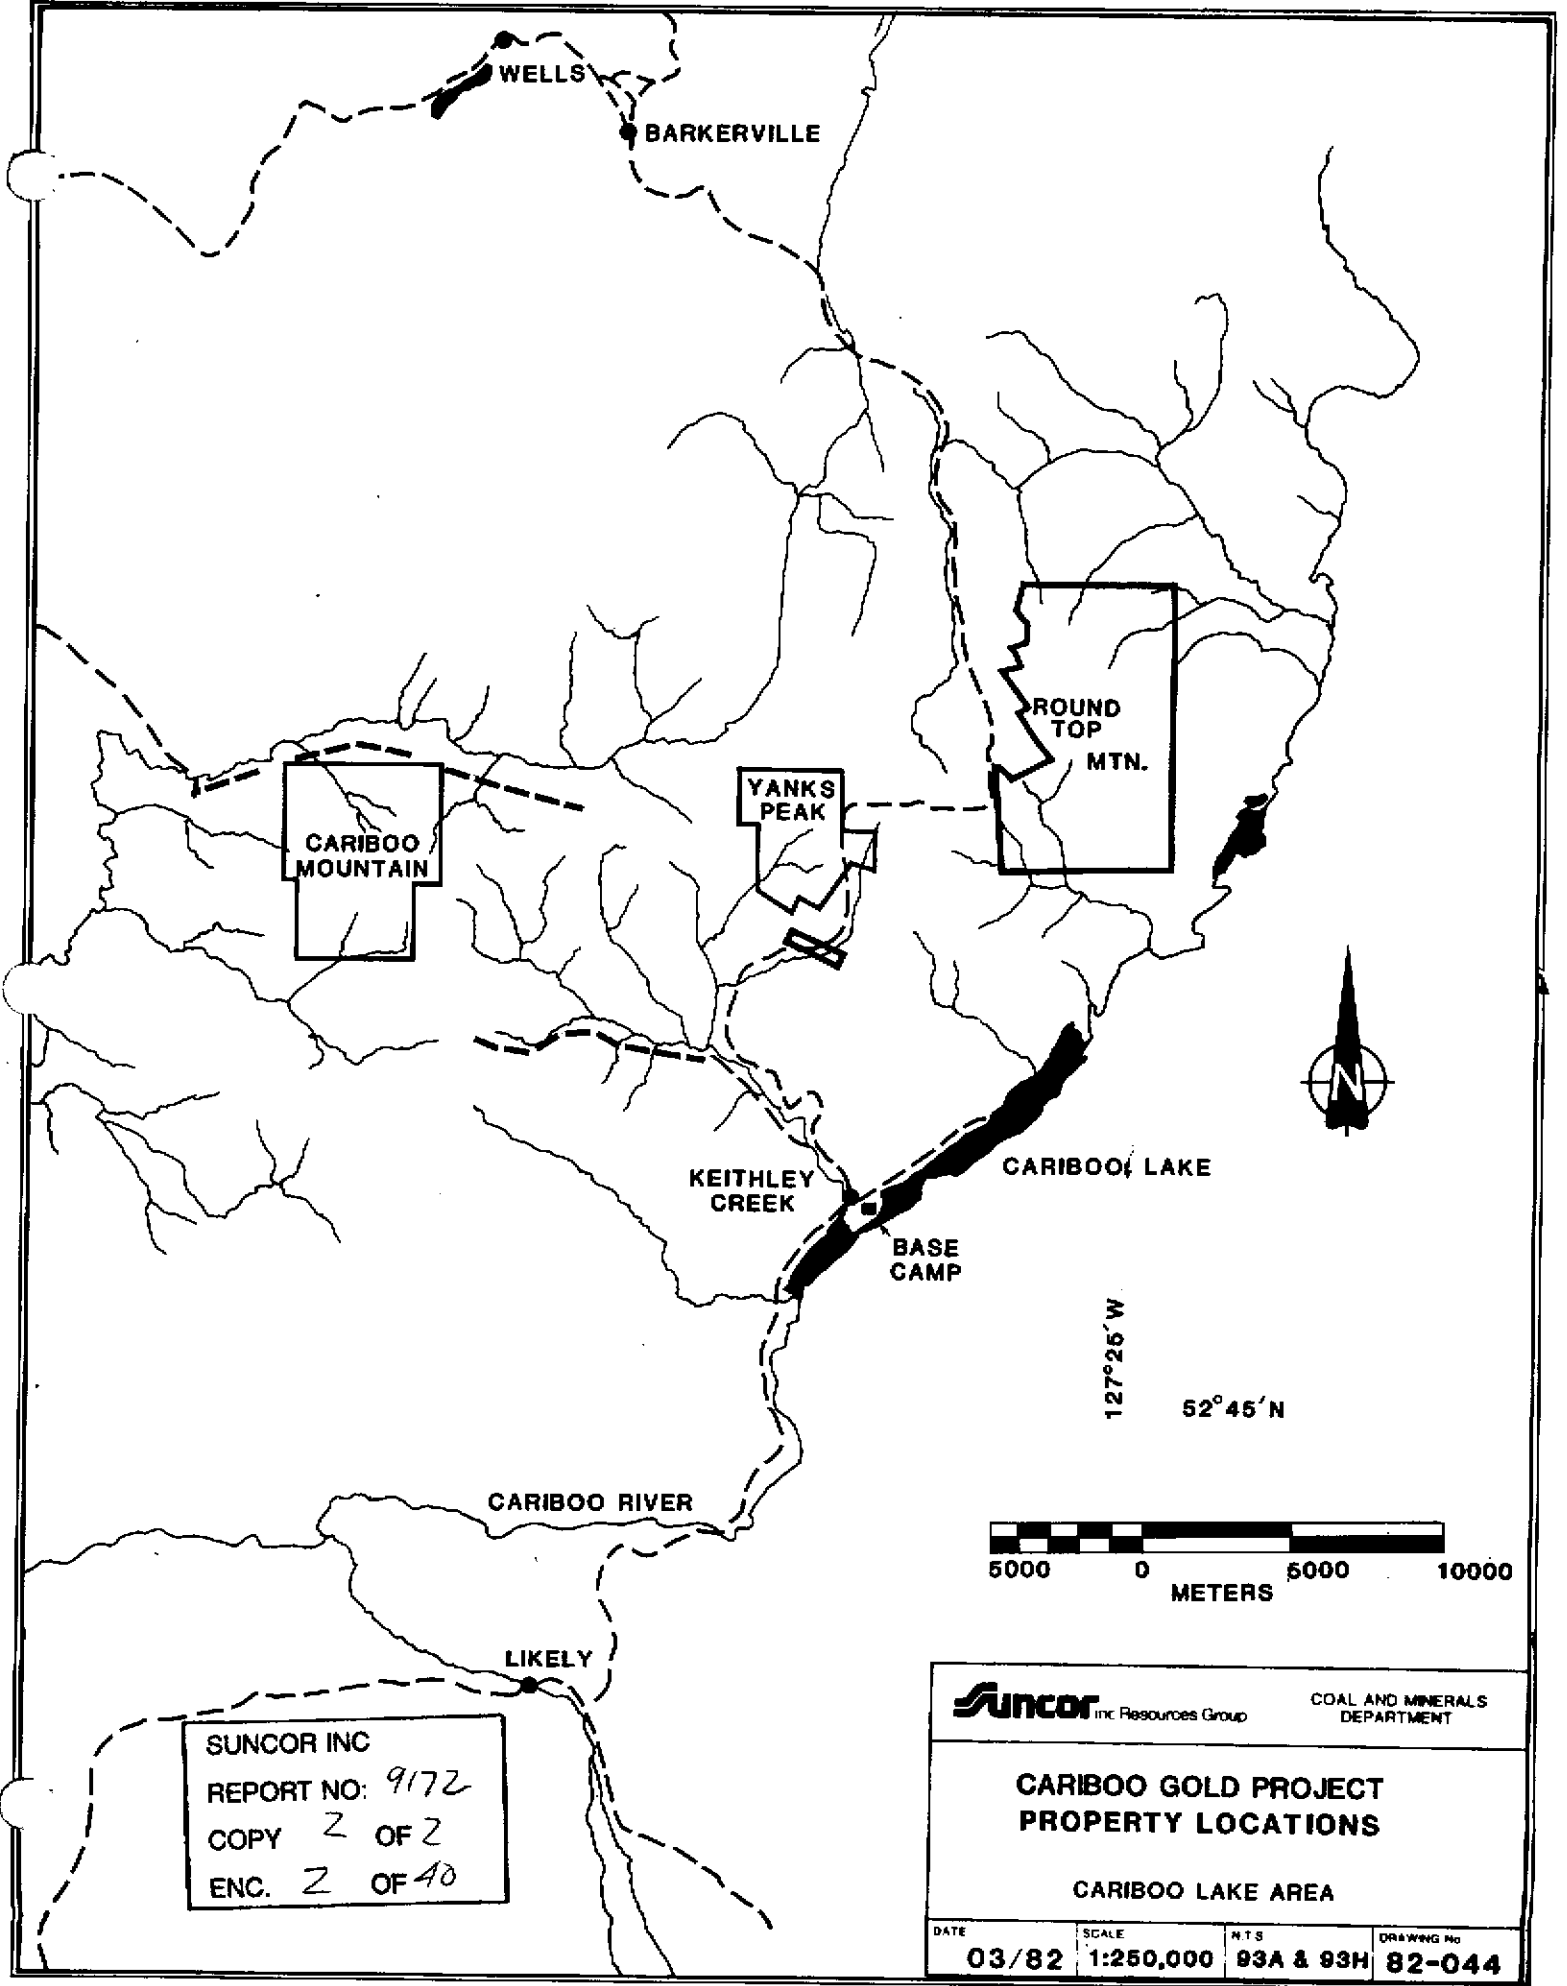 WELLS
BARKERVILLE
ROUND
TOP
MTN.
YANKS
PEAK
CARIBOO
MOUNTAIN
N
KEITHLEY
CREEK
CARIBOO LAKE
BASE
CAMP
127°25'W
52°45'N
CARIBOO RIVER
5000 0 5000 10000
METERS
LIKELY
SUNCOR INC
REPORT NO: 9172
COPY 2 OF 2
ENC. 2 OF 40
Suncor Inc Resources Group
COAL AND MINERALS
DEPARTMENT
CARIBOO GOLD PROJECT
PROPERTY LOCATIONS
CARIBOO LAKE AREA
DATE 03/82
SCALE 1:250,000
N.T.S 93A & 93H
DRAWING No 82-044